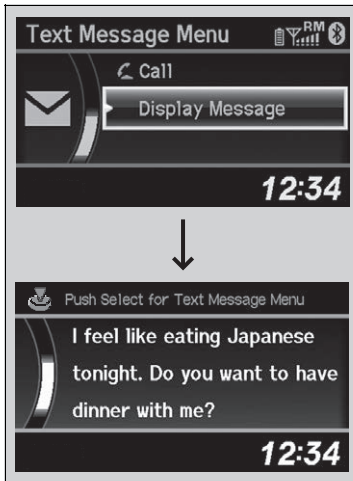 Text Message Menu RM
Call
Display Message
12:34
Push Select for Text Message Menu
I feel like eating Japanese
tonight. Do you want to have
dinner with me?
12:34